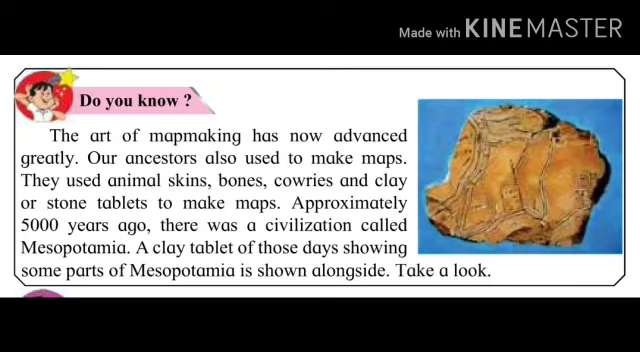 Made with KINEMASTER
Do you know ?
The art of mapmaking has now advanced
greatly. Our ancestors also used to make maps.
They used animal skins, bones, cowries and clay
or stone tablets to make maps. Approximately
5000 years ago, there was a civilization called
Mesopotamia. A clay tablet of those days showing
some parts of Mesopotamia is shown alongside. Take a look.